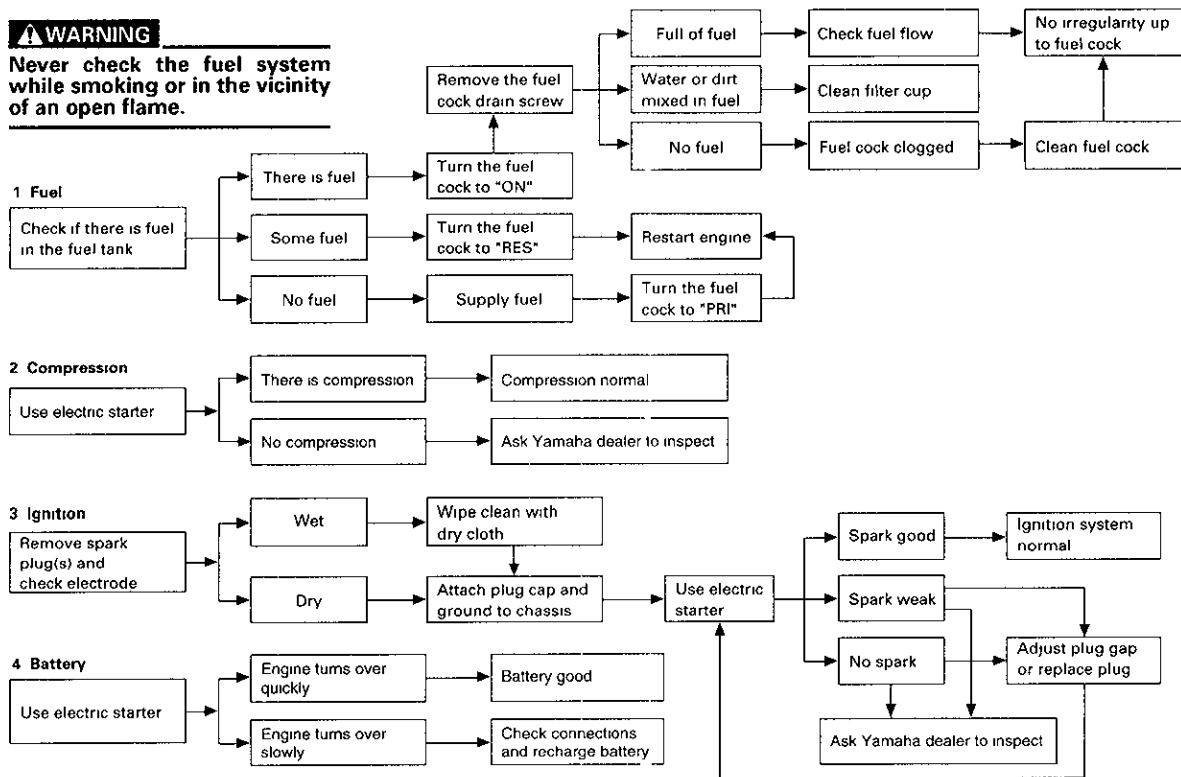 WARNING
Never check the fuel system
while smoking or in the vicinity
of an open flame.
Remove the fuel
cock drain screw
Full of fuel
Check fuel flow
No irregularity up
to fuel cock
Water or dirt
mixed in fuel
Clean filter cup
No fuel
Fuel cock clogged
Clean fuel cock
1 Fuel
Check if there is fuel
in the fuel tank
There is fuel
Turn the fuel
cock to "ON"
Some fuel
Turn the fuel
cock to "RES"
Restart engine
No fuel
Supply fuel
Turn the fuel
cock to "PRI"
2 Compression
Use electric starter
There is compression
Compression normal
No compression
Ask Yamaha dealer to inspect
3 Ignition
Remove spark
plug(s) and
check electrode
Wet
Wipe clean with
dry cloth
Dry
Attach plug cap and
ground to chassis
Use electric
starter
Spark good
Ignition system
normal
Spark weak
No spark
Adjust plug gap
or replace plug
Ask Yamaha dealer to inspect
4 Battery
Use electric starter
Engine turns over
quickly
Battery good
Engine turns over
slowly
Check connections
and recharge battery